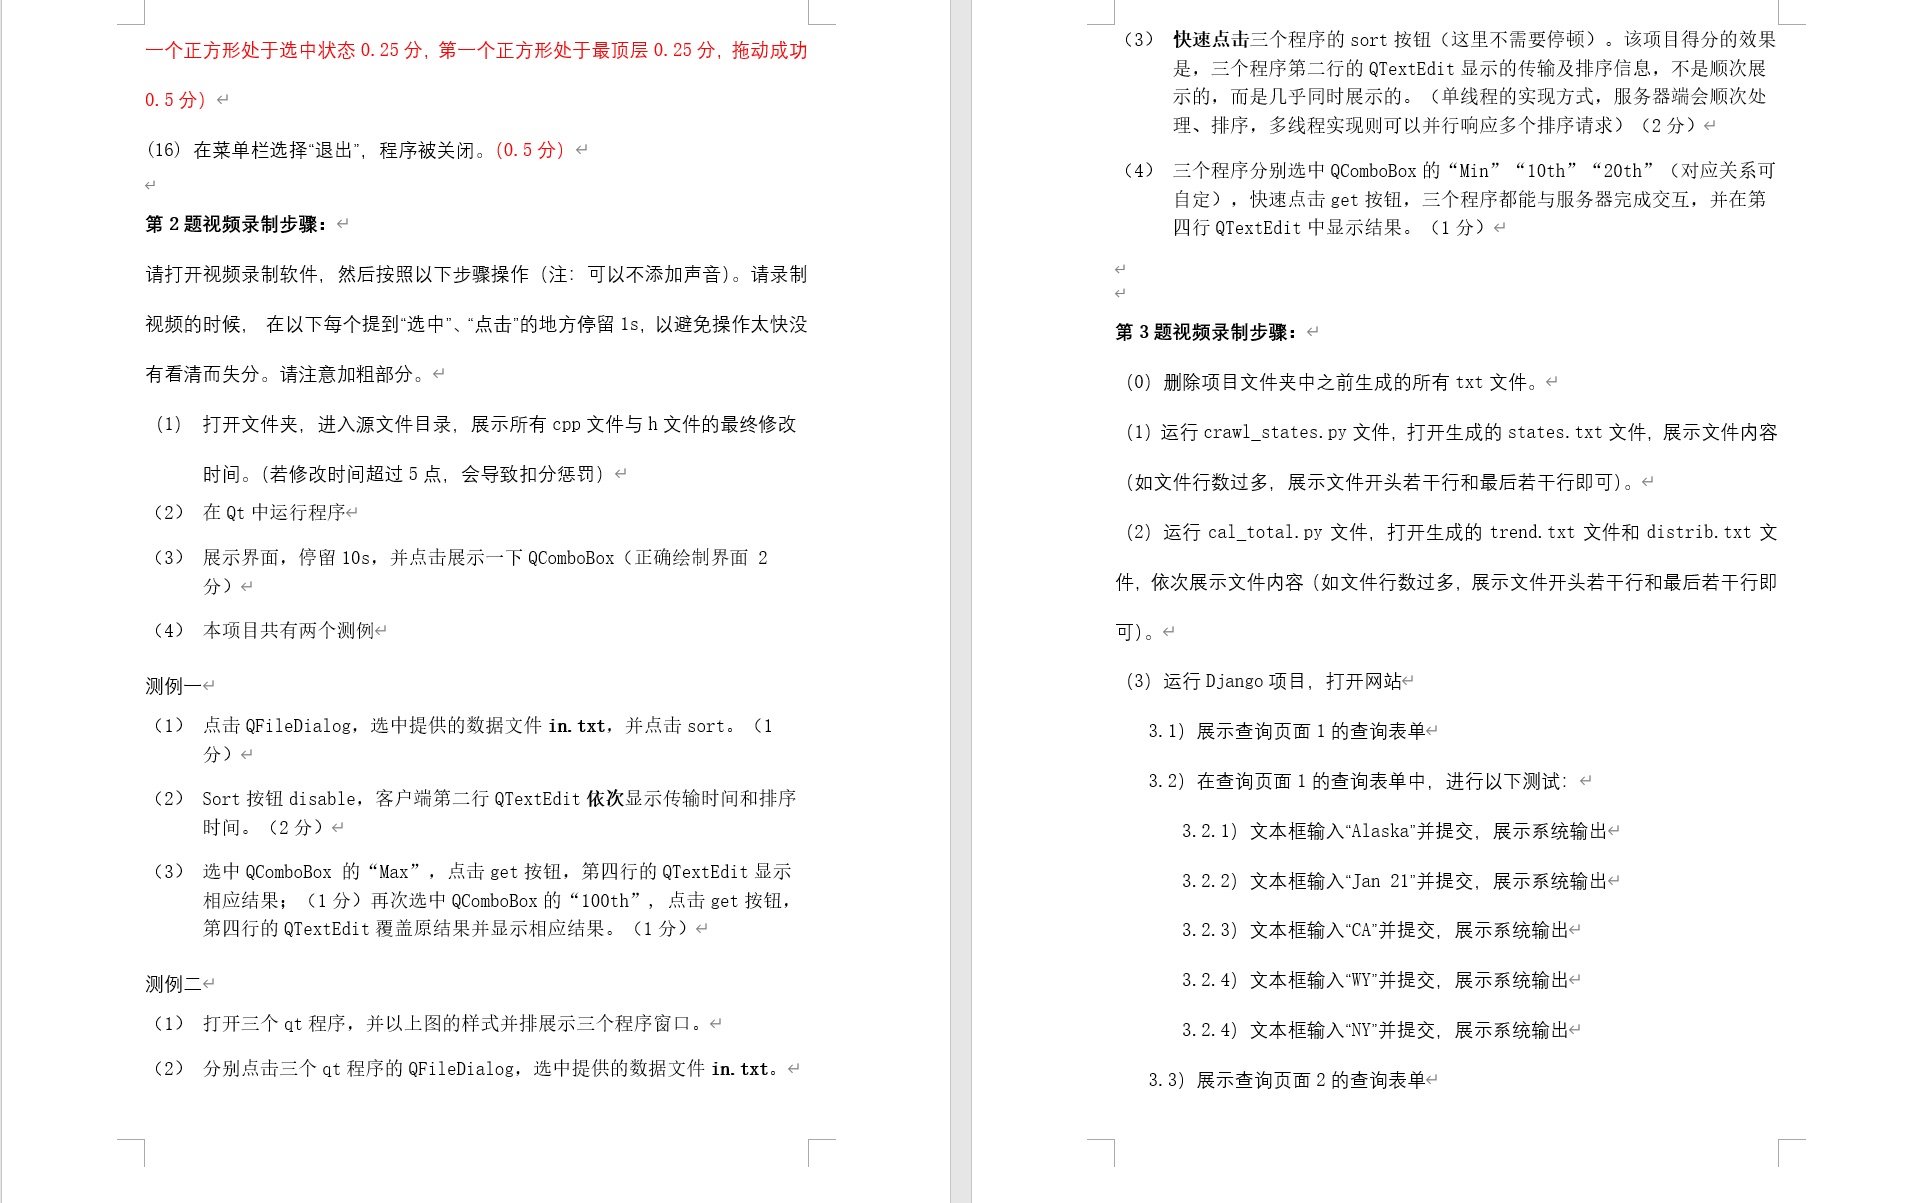 一个正方形处于选中状态 0.25 分，第一个正方形处于最顶层 0.25 分，拖动成功
0.5 分）
(16) 在菜单栏选择“退出”，程序被关闭。(0.5 分）
第 2 题视频录制步骤：
请打开视频录制软件，然后按照以下步骤操作（注：可以不添加声音）。请录制
视频的时候， 在以下每个提到“选中”、“点击”的地方停留 1s，以避免操作太快没
有看清而失分。请注意加粗部分。
（1） 打开文件夹，进入源文件目录，展示所有 cpp 文件与 h 文件的最终修改
时间。（若修改时间超过 5 点，会导致扣分惩罚）
（2） 在 Qt 中运行程序
（3） 展示界面，停留 10s，并点击展示一下 QComboBox（正确绘制界面 2
分）
（4） 本项目共有两个测例
测例一
（1） 点击 QFileDialog，选中提供的数据文件 in.txt，并点击 sort。（1
分）
（2） Sort 按钮 disable，客户端第二行 QTextEdit 依次显示传输时间和排序
时间。（2 分）
（3） 选中 QComboBox 的“Max”，点击 get 按钮，第四行的 QTextEdit 显示
相应结果；（1 分）再次选中 QComboBox 的“100th”, 点击 get 按钮，
第四行的 QTextEdit 覆盖原结果并显示相应结果。（1 分）
测例二
（1） 打开三个 qt 程序，并以上图的样式并排展示三个程序窗口。
（2） 分别点击三个 qt 程序的 QFileDialog，选中提供的数据文件 in.txt。
（3） 快速点击三个程序的 sort 按钮（这里不需要停顿）。该项目得分的效果
是，三个程序第二行的 QTextEdit 显示的传输及排序信息，不是顺次展
示的，而是几乎同时展示的。（单线程的实现方式，服务器端会顺次处
理、排序，多线程实现则可以并行响应多个排序请求）（2 分）
（4） 三个程序分别选中 QComboBox 的“Min”“10th”“20th”（对应关系可
自定），快速点击 get 按钮，三个程序都能与服务器完成交互，并在第
四行 QTextEdit 中显示结果。（1 分）
第 3 题视频录制步骤：
（0）删除项目文件夹中之前生成的所有 txt 文件。
（1）运行 crawl_states.py 文件，打开生成的 states.txt 文件，展示文件内容
（如文件行数过多，展示文件开头若干行和最后若干行即可）。
（2）运行 cal_total.py 文件，打开生成的 trend.txt 文件和 distrib.txt 文
件，依次展示文件内容（如文件行数过多，展示文件开头若干行和最后若干行即
可）。
（3）运行 Django 项目，打开网站
3.1）展示查询页面 1 的查询表单
3.2）在查询页面 1 的查询表单中，进行以下测试：
3.2.1）文本框输入“Alaska”并提交，展示系统输出
3.2.2）文本框输入“Jan 21”并提交，展示系统输出
3.2.3）文本框输入“CA”并提交，展示系统输出
3.2.4）文本框输入“WY”并提交，展示系统输出
3.2.4）文本框输入“NY”并提交，展示系统输出
3.3）展示查询页面 2 的查询表单